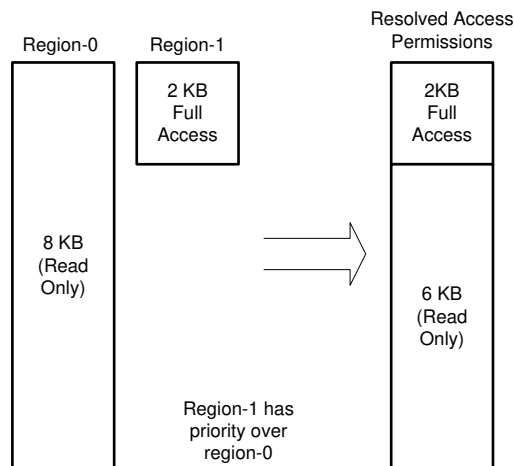 Region-0
Region-1
Resolved Access
Permissions
2 KB
Full
Access
2KB
Full
Access
8 KB
(Read
Only)
6 KB
(Read
Only)
Region-1 has
priority over
region-0